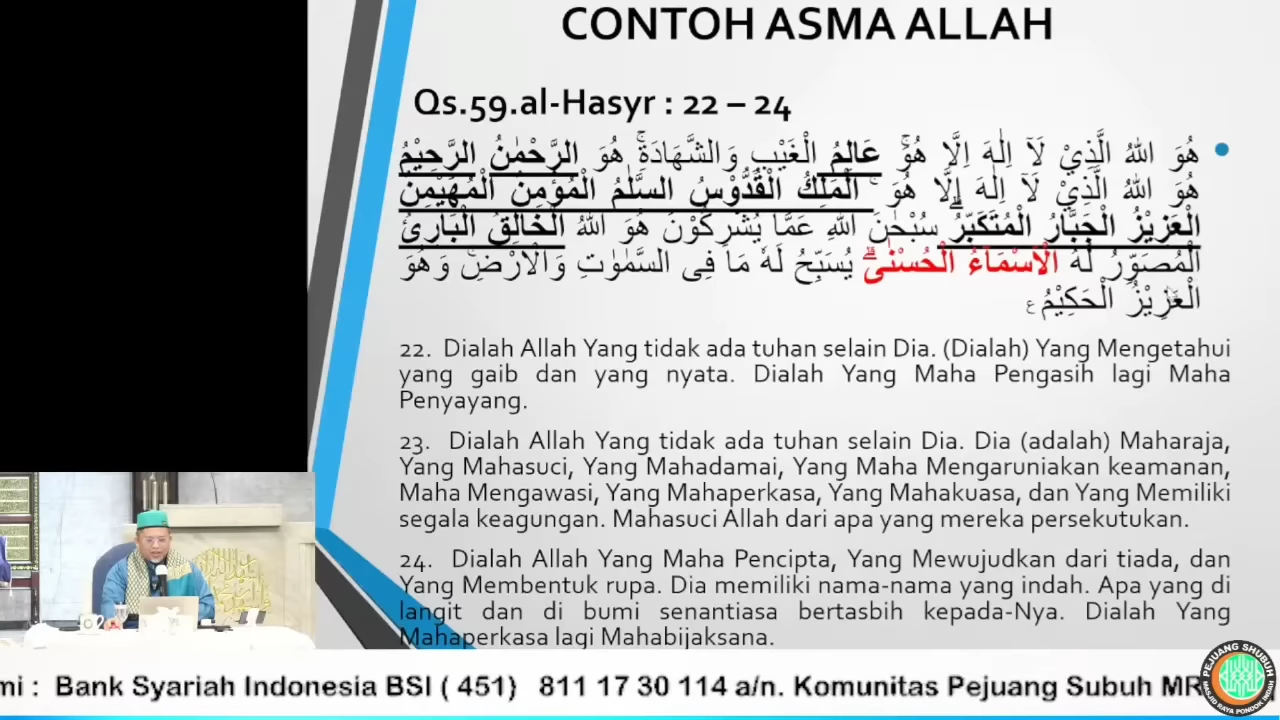 CONTOH ASMA ALLAH
Qs.59.al-Hasyr : 22 – 24
هُوَ اللّٰهُ الَّذِيْ لَآ اِلٰهَ اِلَّا هُوَۚ عَالِمُ الْغَيْبِ وَالشَّهَادَةِۚ هُوَ الرَّحْمٰنُ الرَّحِيْمُ
هُوَ اللّٰهُ الَّذِيْ لَآ اِلٰهَ اِلَّا هُوَ ۚ الْمَلِكُ الْقُدُّوْسُ السَّلٰمُ الْمُؤْمِنُ الْمُهَيْمِنُ
الْعَزِيْزُ الْجَبَّارُ الْمُتَكَبِّرُۗ سُبْحٰنَ اللّٰهِ عَمَّا يُشْرِكُوْنَ هُوَ اللّٰهُ الْخَالِقُ الْبَارِئُ
الْمُصَوِّرُ لَهُ الْاَسْمَاۤءُ الْحُسْنٰىۗ يُسَبِّحُ لَهٗ مَا فِى السَّمٰوٰتِ وَالْاَرْضِۚ وَهُوَ
الْعَزِيْزُ الْحَكِيْمُ ࣖ
22. Dialah Allah Yang tidak ada tuhan selain Dia. (Dialah) Yang Mengetahui
yang gaib dan yang nyata. Dialah Yang Maha Pengasih lagi Maha
Penyayang.
23. Dialah Allah Yang tidak ada tuhan selain Dia. Dia (adalah) Maharaja,
Yang Mahasuci, Yang Mahadamai, Yang Maha Mengaruniakan keamanan,
Maha Mengawasi, Yang Mahaperkasa, Yang Mahakuasa, dan Yang Memiliki
segala keagungan. Mahasuci Allah dari apa yang mereka persekutukan.
24. Dialah Allah Yang Maha Pencipta, Yang Mewujudkan dari tiada, dan
Yang Membentuk rupa. Dia memiliki nama-nama yang indah. Apa yang di
langit dan di bumi senantiasa bertasbih kepada-Nya. Dialah Yang
Mahaperkasa lagi Mahabijaksana.
mi : Bank Syariah Indonesia BSI ( 451) 811 17 30 114 a/n. Komunitas Pejuang Subuh MR
PEJUANG SHUBUH
MASJID RAYA PONDOK INDAH